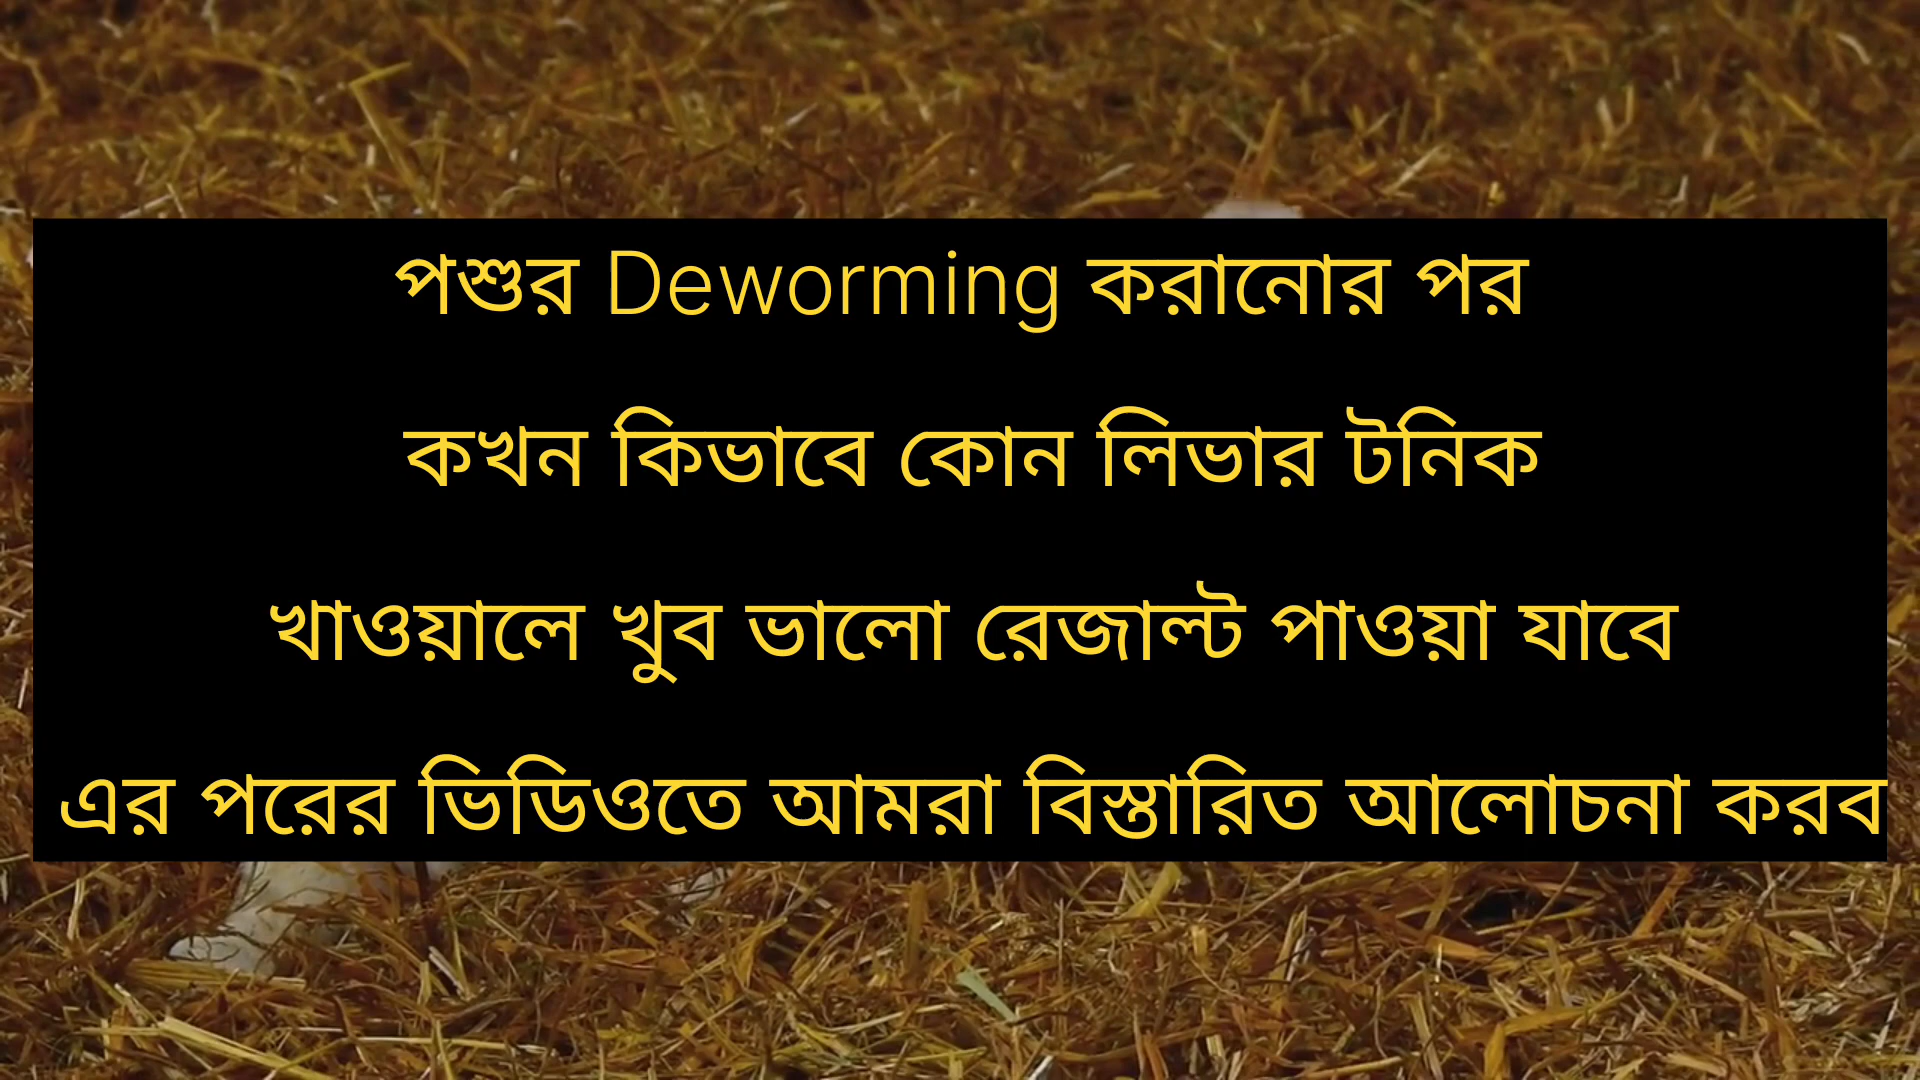 পশুর Deworming করানোর পর
কখন কিভাবে কোন লিভার টনিক
খাওয়ালে খুব ভালো রেজাল্ট পাওয়া যাবে
এর পরের ভিডিওতে আমরা বিস্তারিত আলোচনা করব